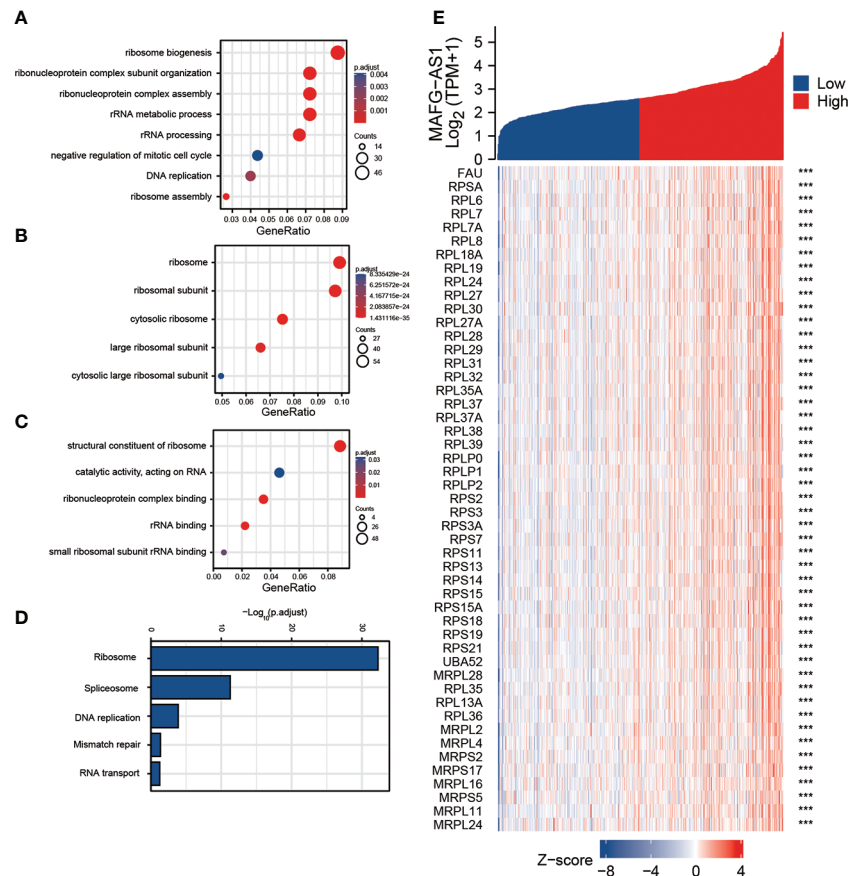 A
ribosome biogenesis
ribonucleoprotein complex subunit organization
ribonucleoprotein complex assembly
rRNA metabolic process
rRNA processing
negative regulation of mitotic cell cycle
DNA replication
ribosome assembly
0.03 0.04 0.05 0.06 0.07 0.08 0.09
GeneRatio
p.adjust
0.004
0.003
0.002
0.001
Counts
14
30
46
B
ribosome
ribosomal subunit
cytosolic ribosome
large ribosomal subunit
cytosolic large ribosomal subunit
0.05 0.06 0.07 0.08 0.09 0.10
GeneRatio
p.adjust
8.335429e−24
6.251572e−24
4.167715e−24
2.083857e−24
1.431116e−35
Counts
27
40
54
C
structural constituent of ribosome
catalytic activity, acting on RNA
ribonucleoprotein complex binding
rRNA binding
small ribosomal subunit rRNA binding
0.00 0.02 0.04 0.06 0.08
GeneRatio
p.adjust
0.03
0.02
0.01
Counts
4
26
48
D
−Log10(p.adjust)
0 10 20 30
Ribosome
Spliceosome
DNA replication
Mismatch repair
RNA transport
E
MAFG−AS1
Log2 (TPM+1)
5
4
3
2
1
0
Low
High
FAU ***
RPSA ***
RPL6 ***
RPL7 ***
RPL7A ***
RPL8 ***
RPL18A ***
RPL19 ***
RPL24 ***
RPL27 ***
RPL30 ***
RPL27A ***
RPL28 ***
RPL29 ***
RPL31 ***
RPL32 ***
RPL35A ***
RPL37 ***
RPL37A ***
RPL38 ***
RPL39 ***
RPLP0 ***
RPLP1 ***
RPLP2 ***
RPS2 ***
RPS3 ***
RPS3A ***
RPS7 ***
RPS11 ***
RPS13 ***
RPS14 ***
RPS15 ***
RPS15A ***
RPS18 ***
RPS19 ***
RPS21 ***
UBA52 ***
MRPL28 ***
RPL35 ***
RPL13A ***
RPL36 ***
MRPL2 ***
MRPL4 ***
MRPS2 ***
MRPS17 ***
MRPL16 ***
MRPS5 ***
MRPL11 ***
MRPL24 ***
Z−score
−8 −4 0 4